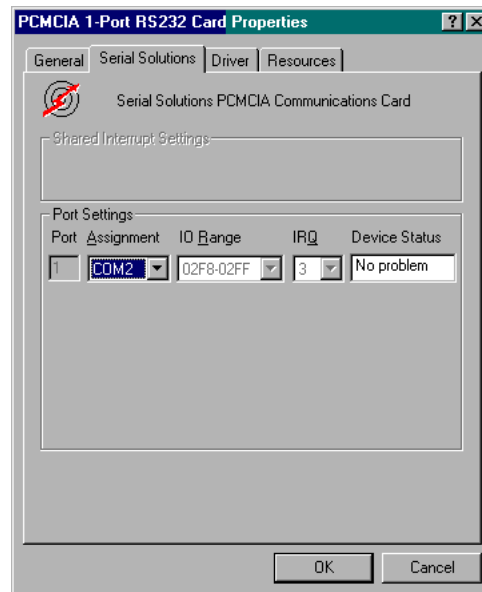 PCMCIA 1-Port RS232 Card Properties
General Serial Solutions Driver Resources
Serial Solutions PCMCIA Communications Card
Shared Interrupt Settings
Port Settings
Port Assignment IO Range IRQ Device Status
1 COM2 02F8-02FF 3 No problem
OK Cancel